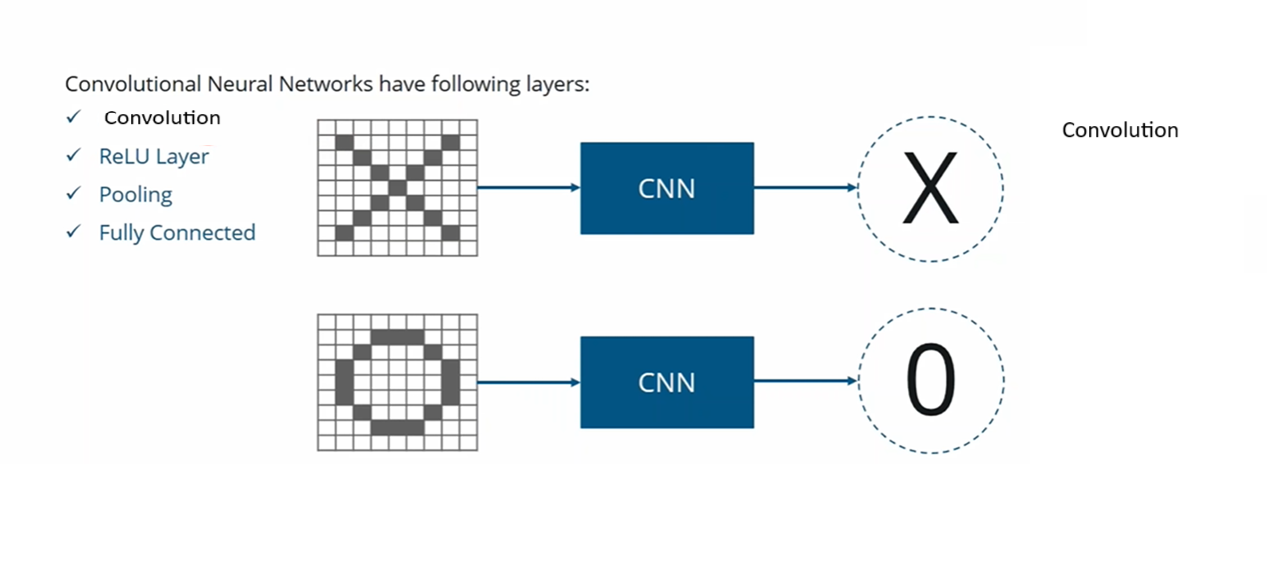 Convolutional Neural Networks have following layers:
✓ Convolution
✓ ReLU Layer
✓ Pooling
✓ Fully Connected
CNN
X
Convolution
CNN
0